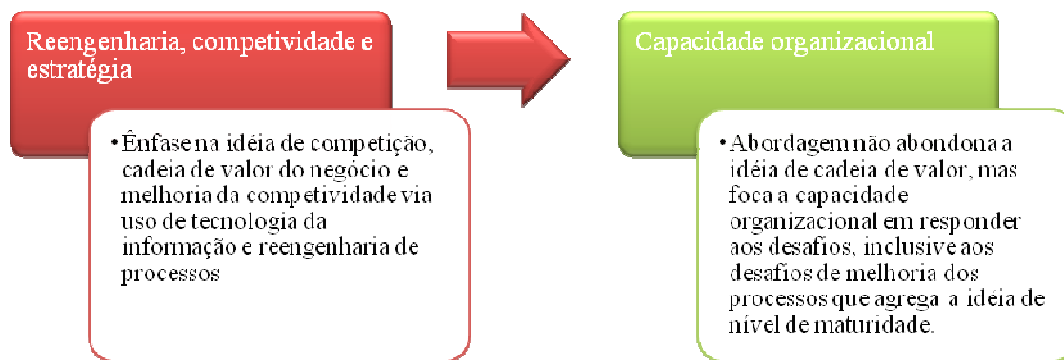 Reengenharia, competividade e
estratégia
• Ênfase na idéia de competição,
cadeia de valor do negócio e
melhoria da competividade via
uso de tecnologia da
informação e reengenharia de
processos
Capacidade organizacional
• Abordagem não abondona a
idéia de cadeia de valor, mas
foca a capacidade
organizacional em responder
aos desafios, inclusive aos
desafios de melhoria dos
processos que agrega a idéia de
nível de maturidade.